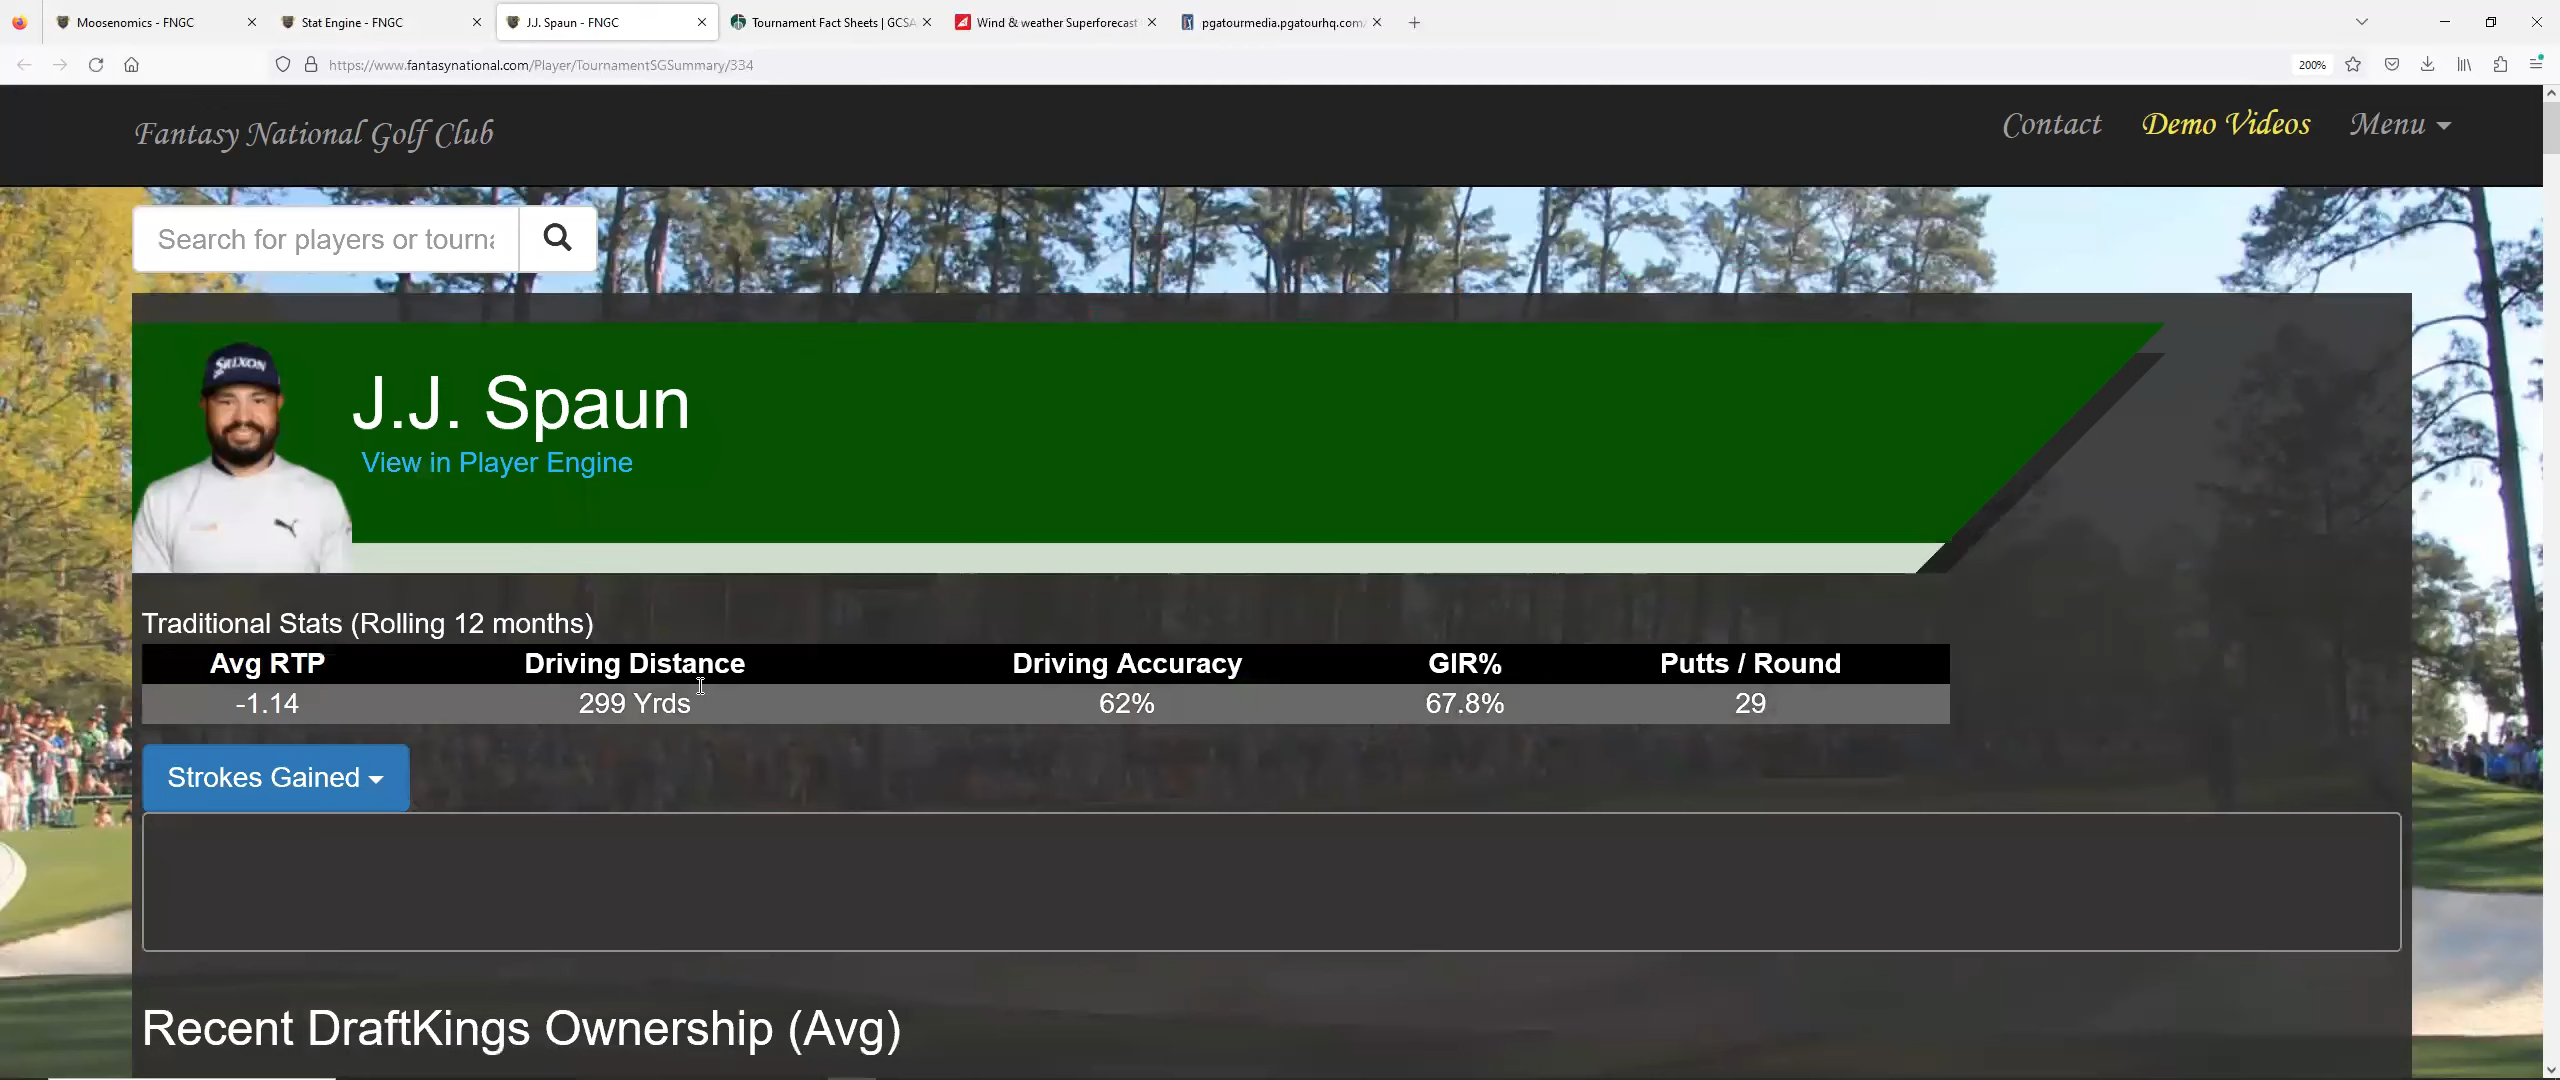 Moosenomics - FNGC
Stat Engine - FNGC
J.J. Spaun - FNGC
Tournament Fact Sheets | GCSA
Wind & weather Superforecast
pgatourmedia.pgatourhq.com
https://www.fantasynational.com/Player/TournamentSGSummary/334
200%
Fantasy National Golf Club
Contact
Demo Videos
Menu
Search for players or tourna
SRIXON
J.J. Spaun
View in Player Engine
Traditional Stats (Rolling 12 months)
Avg RTP Driving Distance Driving Accuracy GIR% Putts / Round
-1.14 299 Yrds 62% 67.8% 29
Strokes Gained
Recent DraftKings Ownership (Avg)